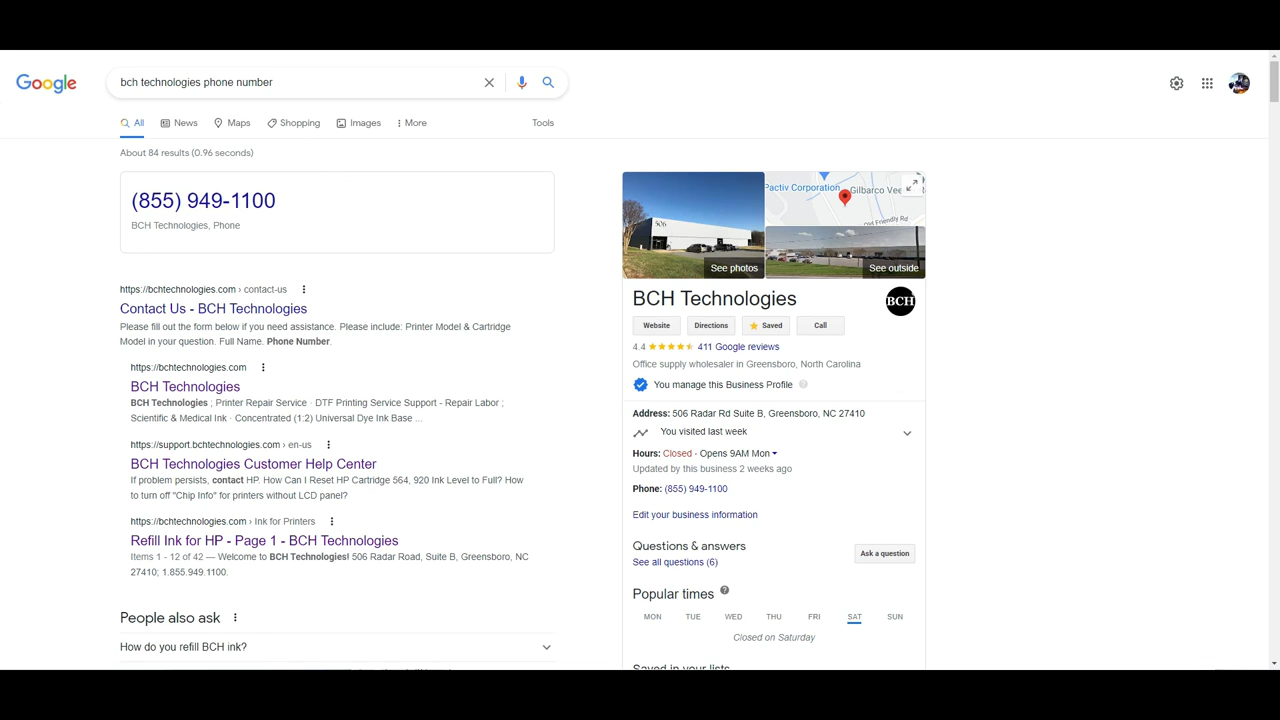 Google
bch technologies phone number
All
News
Maps
Shopping
Images
More
Tools
About 84 results (0.96 seconds)
(855) 949-1100
BCH Technologies, Phone
https://bchtechnologies.com › contact-us
Contact Us - BCH Technologies
Please fill out the form below if you need assistance. Please include: Printer Model & Cartridge
Model in your question. Full Name. Phone Number.
https://bchtechnologies.com
BCH Technologies
BCH Technologies ; Printer Repair Service · DTF Printing Service Support - Repair Labor ;
Scientific & Medical Ink · Concentrated (1:2) Universal Dye Ink Base ...
https://support.bchtechnologies.com › en-us
BCH Technologies Customer Help Center
If problem persists, contact HP. How Can I Reset HP Cartridge 564, 920 Ink Level to Full? How
to turn off "Chip Info" for printers without LCD panel?
https://bchtechnologies.com › Ink for Printers
Refill Ink for HP - Page 1 - BCH Technologies
Items 1 - 12 of 42 — Welcome to BCH Technologies! 506 Radar Road, Suite B, Greensboro, NC
27410; 1.855.949.1100.
People also ask
How do you refill BCH ink?
506
See photos
Pactiv Corporation
Gilbarco Vee
Old Friendly Rd
See outside
BCH Technologies
BCH
Website
Directions
Saved
Call
4.4
411 Google reviews
Office supply wholesaler in Greensboro, North Carolina
You manage this Business Profile
Address: 506 Radar Rd Suite B, Greensboro, NC 27410
You visited last week
Hours: Closed · Opens 9AM Mon
Updated by this business 2 weeks ago
Phone: (855) 949-1100
Edit your business information
Questions & answers
See all questions (6)
Ask a question
Popular times
MON TUE WED THU FRI SAT SUN
Closed on Saturday
Saved in your lists